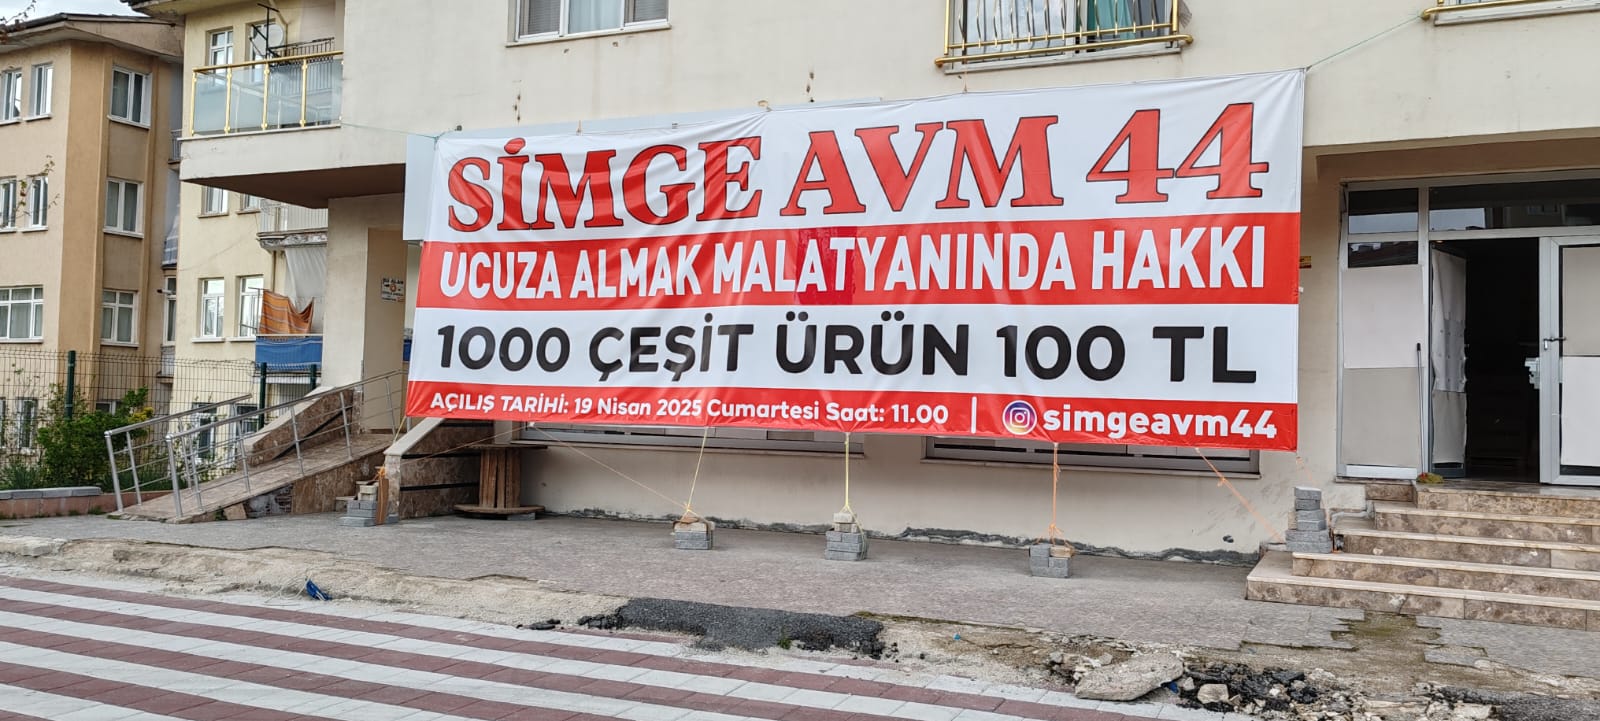 SİMGE AVM 44
UCUZA ALMAK MALATYANINDA HAKKI
1000 ÇEŞİT ÜRÜN 100 TL
AÇILIŞ TARİHİ: 19 Nisan 2025 Cumartesi Saat: 11.00 | simgeavm44